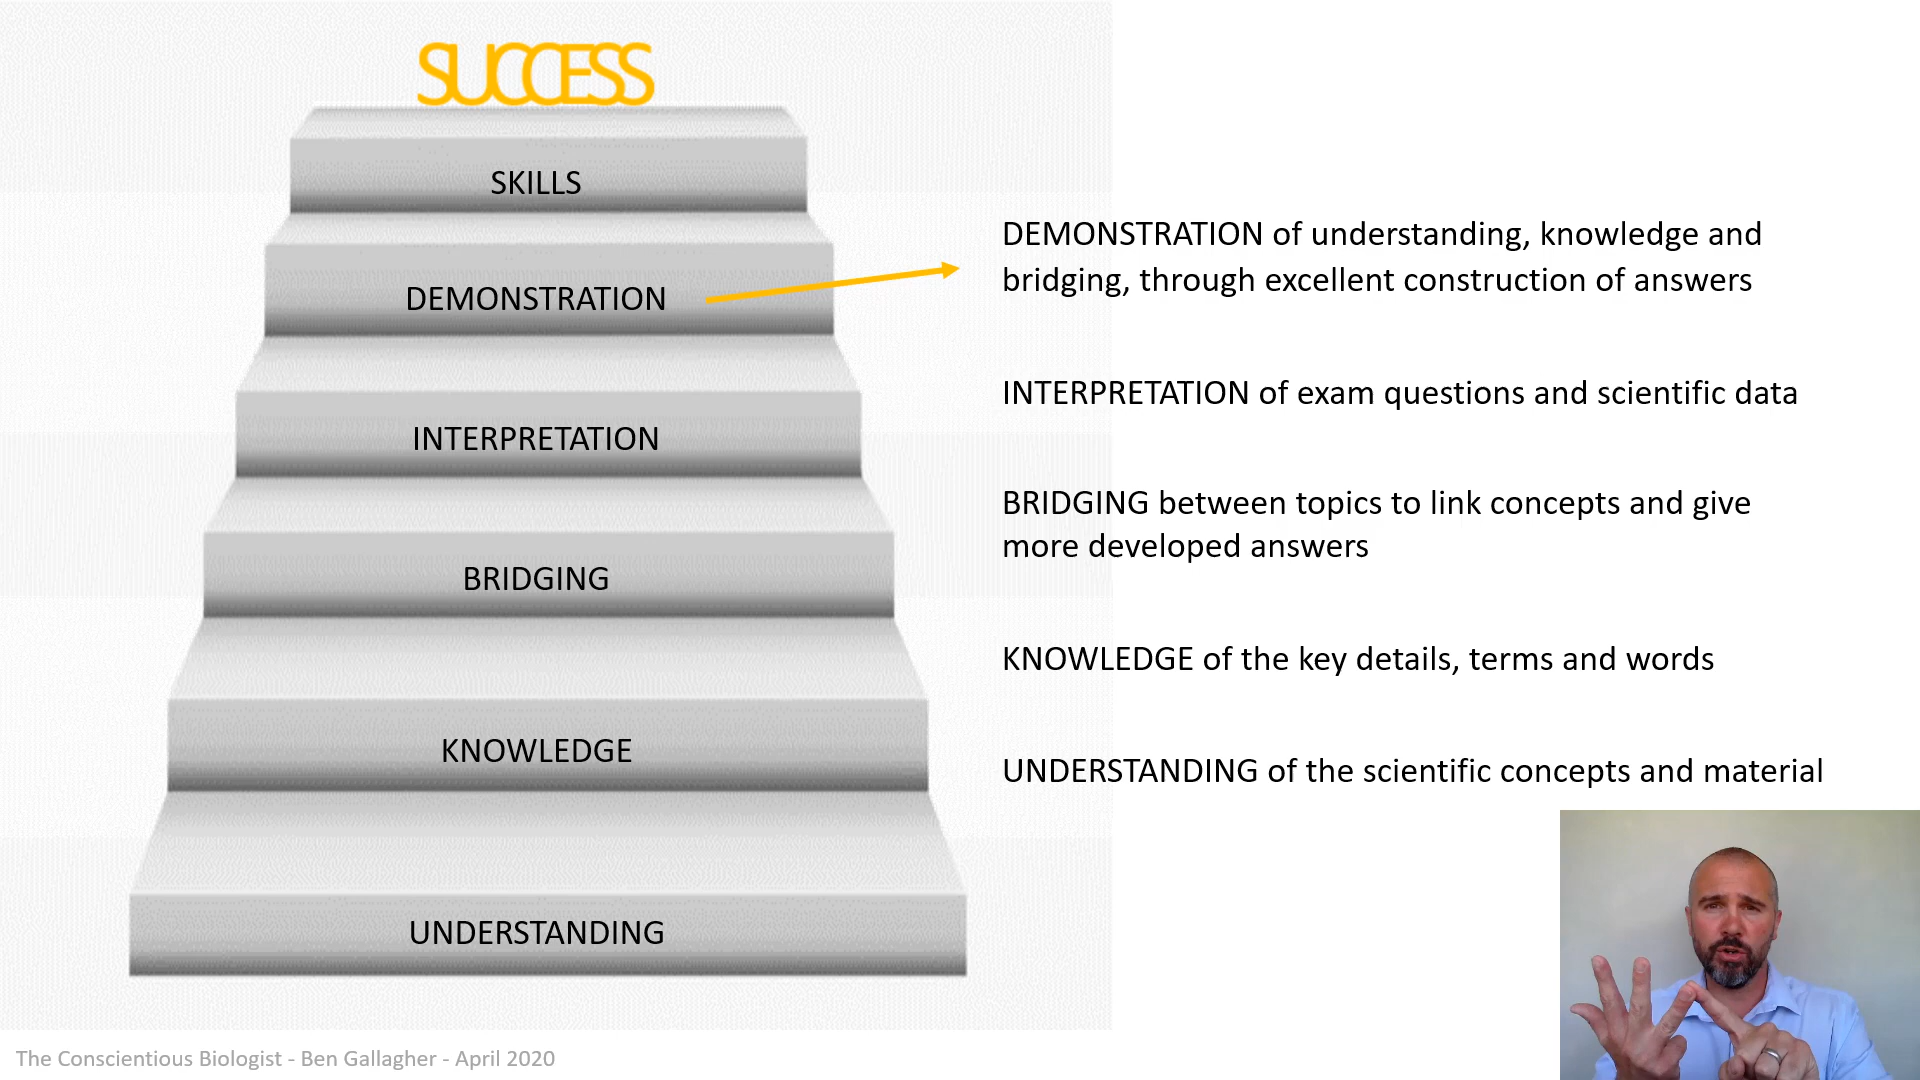 SUCCESS
SKILLS
DEMONSTRATION
INTERPRETATION
BRIDGING
KNOWLEDGE
UNDERSTANDING
DEMONSTRATION of understanding, knowledge and
bridging, through excellent construction of answers
INTERPRETATION of exam questions and scientific data
BRIDGING between topics to link concepts and give
more developed answers
KNOWLEDGE of the key details, terms and words
UNDERSTANDING of the scientific concepts and material
The Conscientious Biologist - Ben Gallagher - April 2020